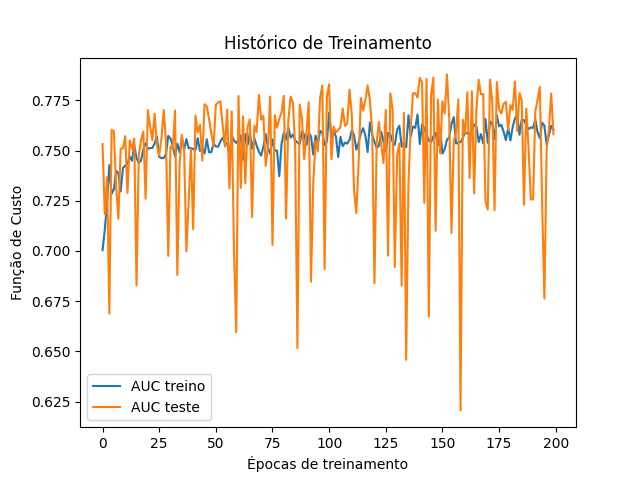 Histórico de Treinamento
Função de Custo
0.775
0.750
0.725
0.700
0.675
0.650
0.625
AUC treino
AUC teste
0 25 50 75 100 125 150 175 200
Épocas de treinamento